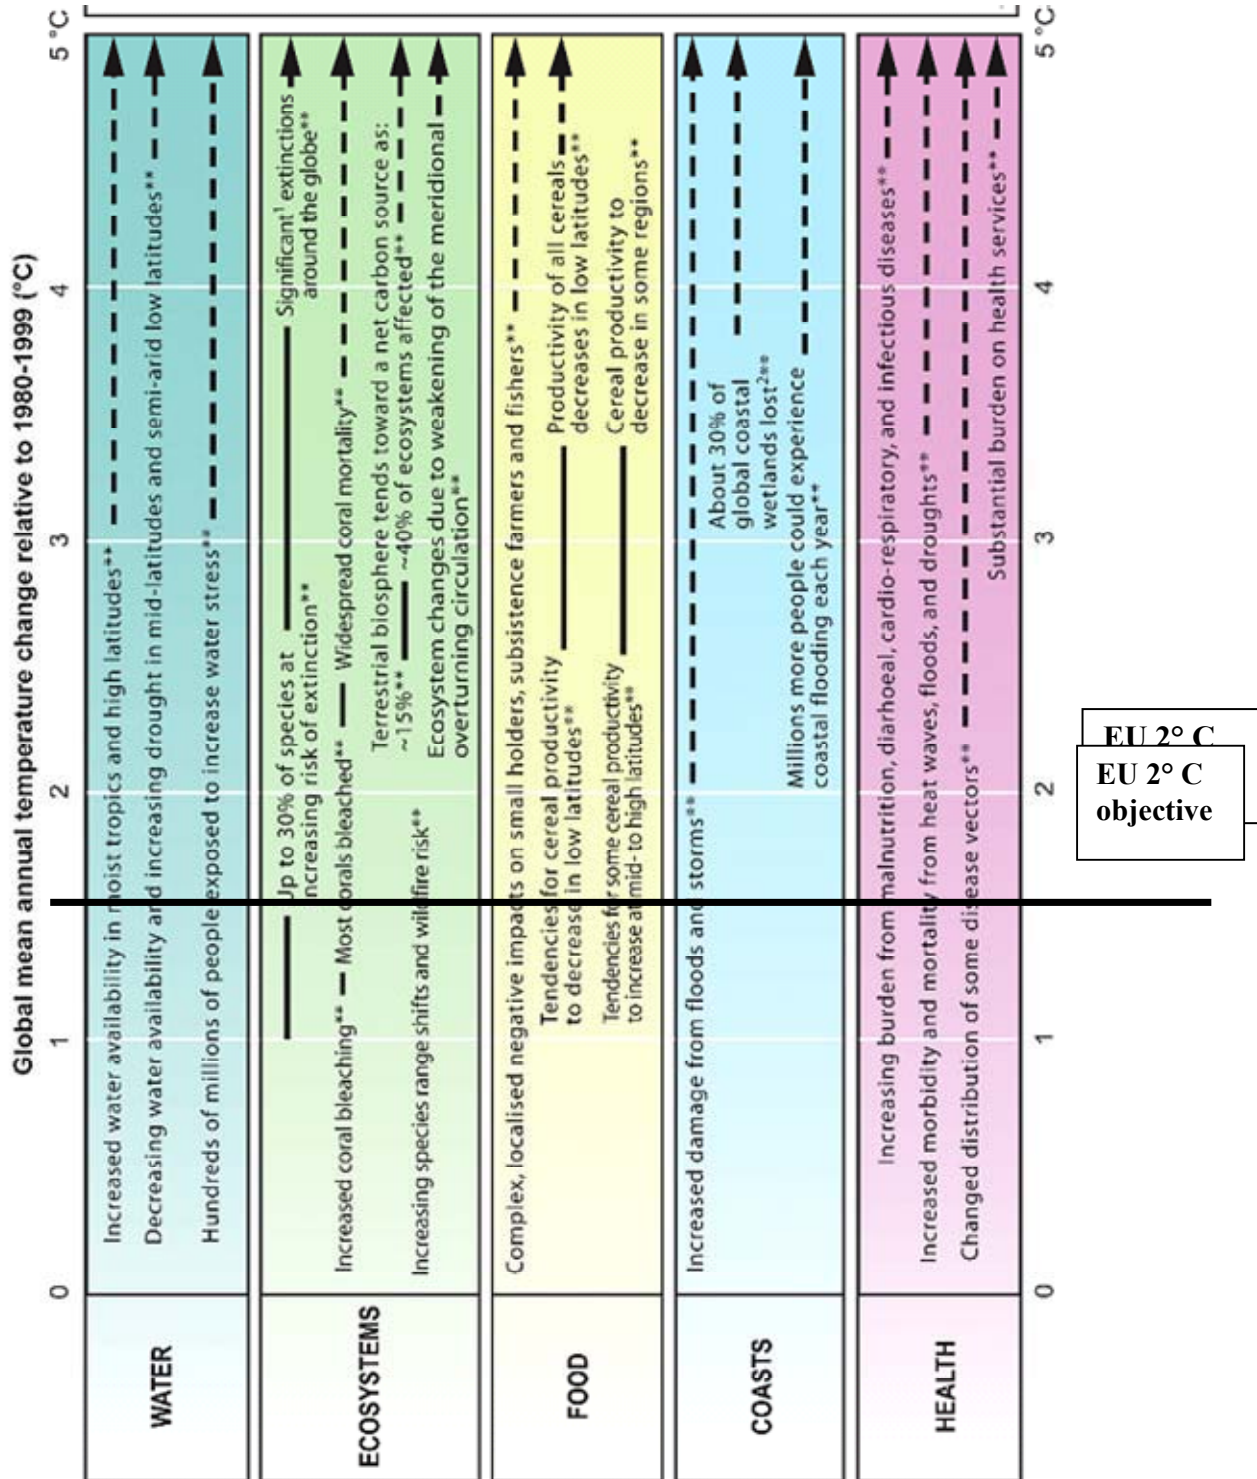 Global mean annual temperature change relative to 1980-1999 (°C)
0
1
2
3
4
5 °C
WATER
Increased water availability in moist tropics and high latitudes**
Decreasing water availability and increasing drought in mid-latitudes and semi-arid low latitudes**
Hundreds of millions of people exposed to increase water stress**
ECOSYSTEMS
Up to 30% of species at
increasing risk of extinction**
Significant¹ extinctions
around the globe**
Increased coral bleaching**
Most corals bleached**
Widespread coral mortality**
Terrestrial biosphere tends toward a net carbon source as:
~15%**
~40% of ecosystems affected**
Increasing species range shifts and wildfire risk**
Ecosystem changes due to weakening of the meridional
overturning circulation**
FOOD
Complex, localised negative impacts on small holders, subsistence farmers and fishers**
Tendencies for cereal productivity
to decrease in low latitudes**
Productivity of all cereals
decreases in low latitudes**
Tendencies for some cereal productivity
to increase at mid- to high latitudes**
Cereal productivity to
decrease in some regions**
COASTS
Increased damage from floods and storms**
About 30% of
global coastal
wetlands lost²**
Millions more people could experience
coastal flooding each year**
HEALTH
Increasing burden from malnutrition, diarrhoeal, cardio-respiratory, and infectious diseases**
Increased morbidity and mortality from heat waves, floods, and droughts**
Changed distribution of some disease vectors**
Substantial burden on health services**
0
1
2
3
4
5 °C
EU 2° C
EU 2° C
objective